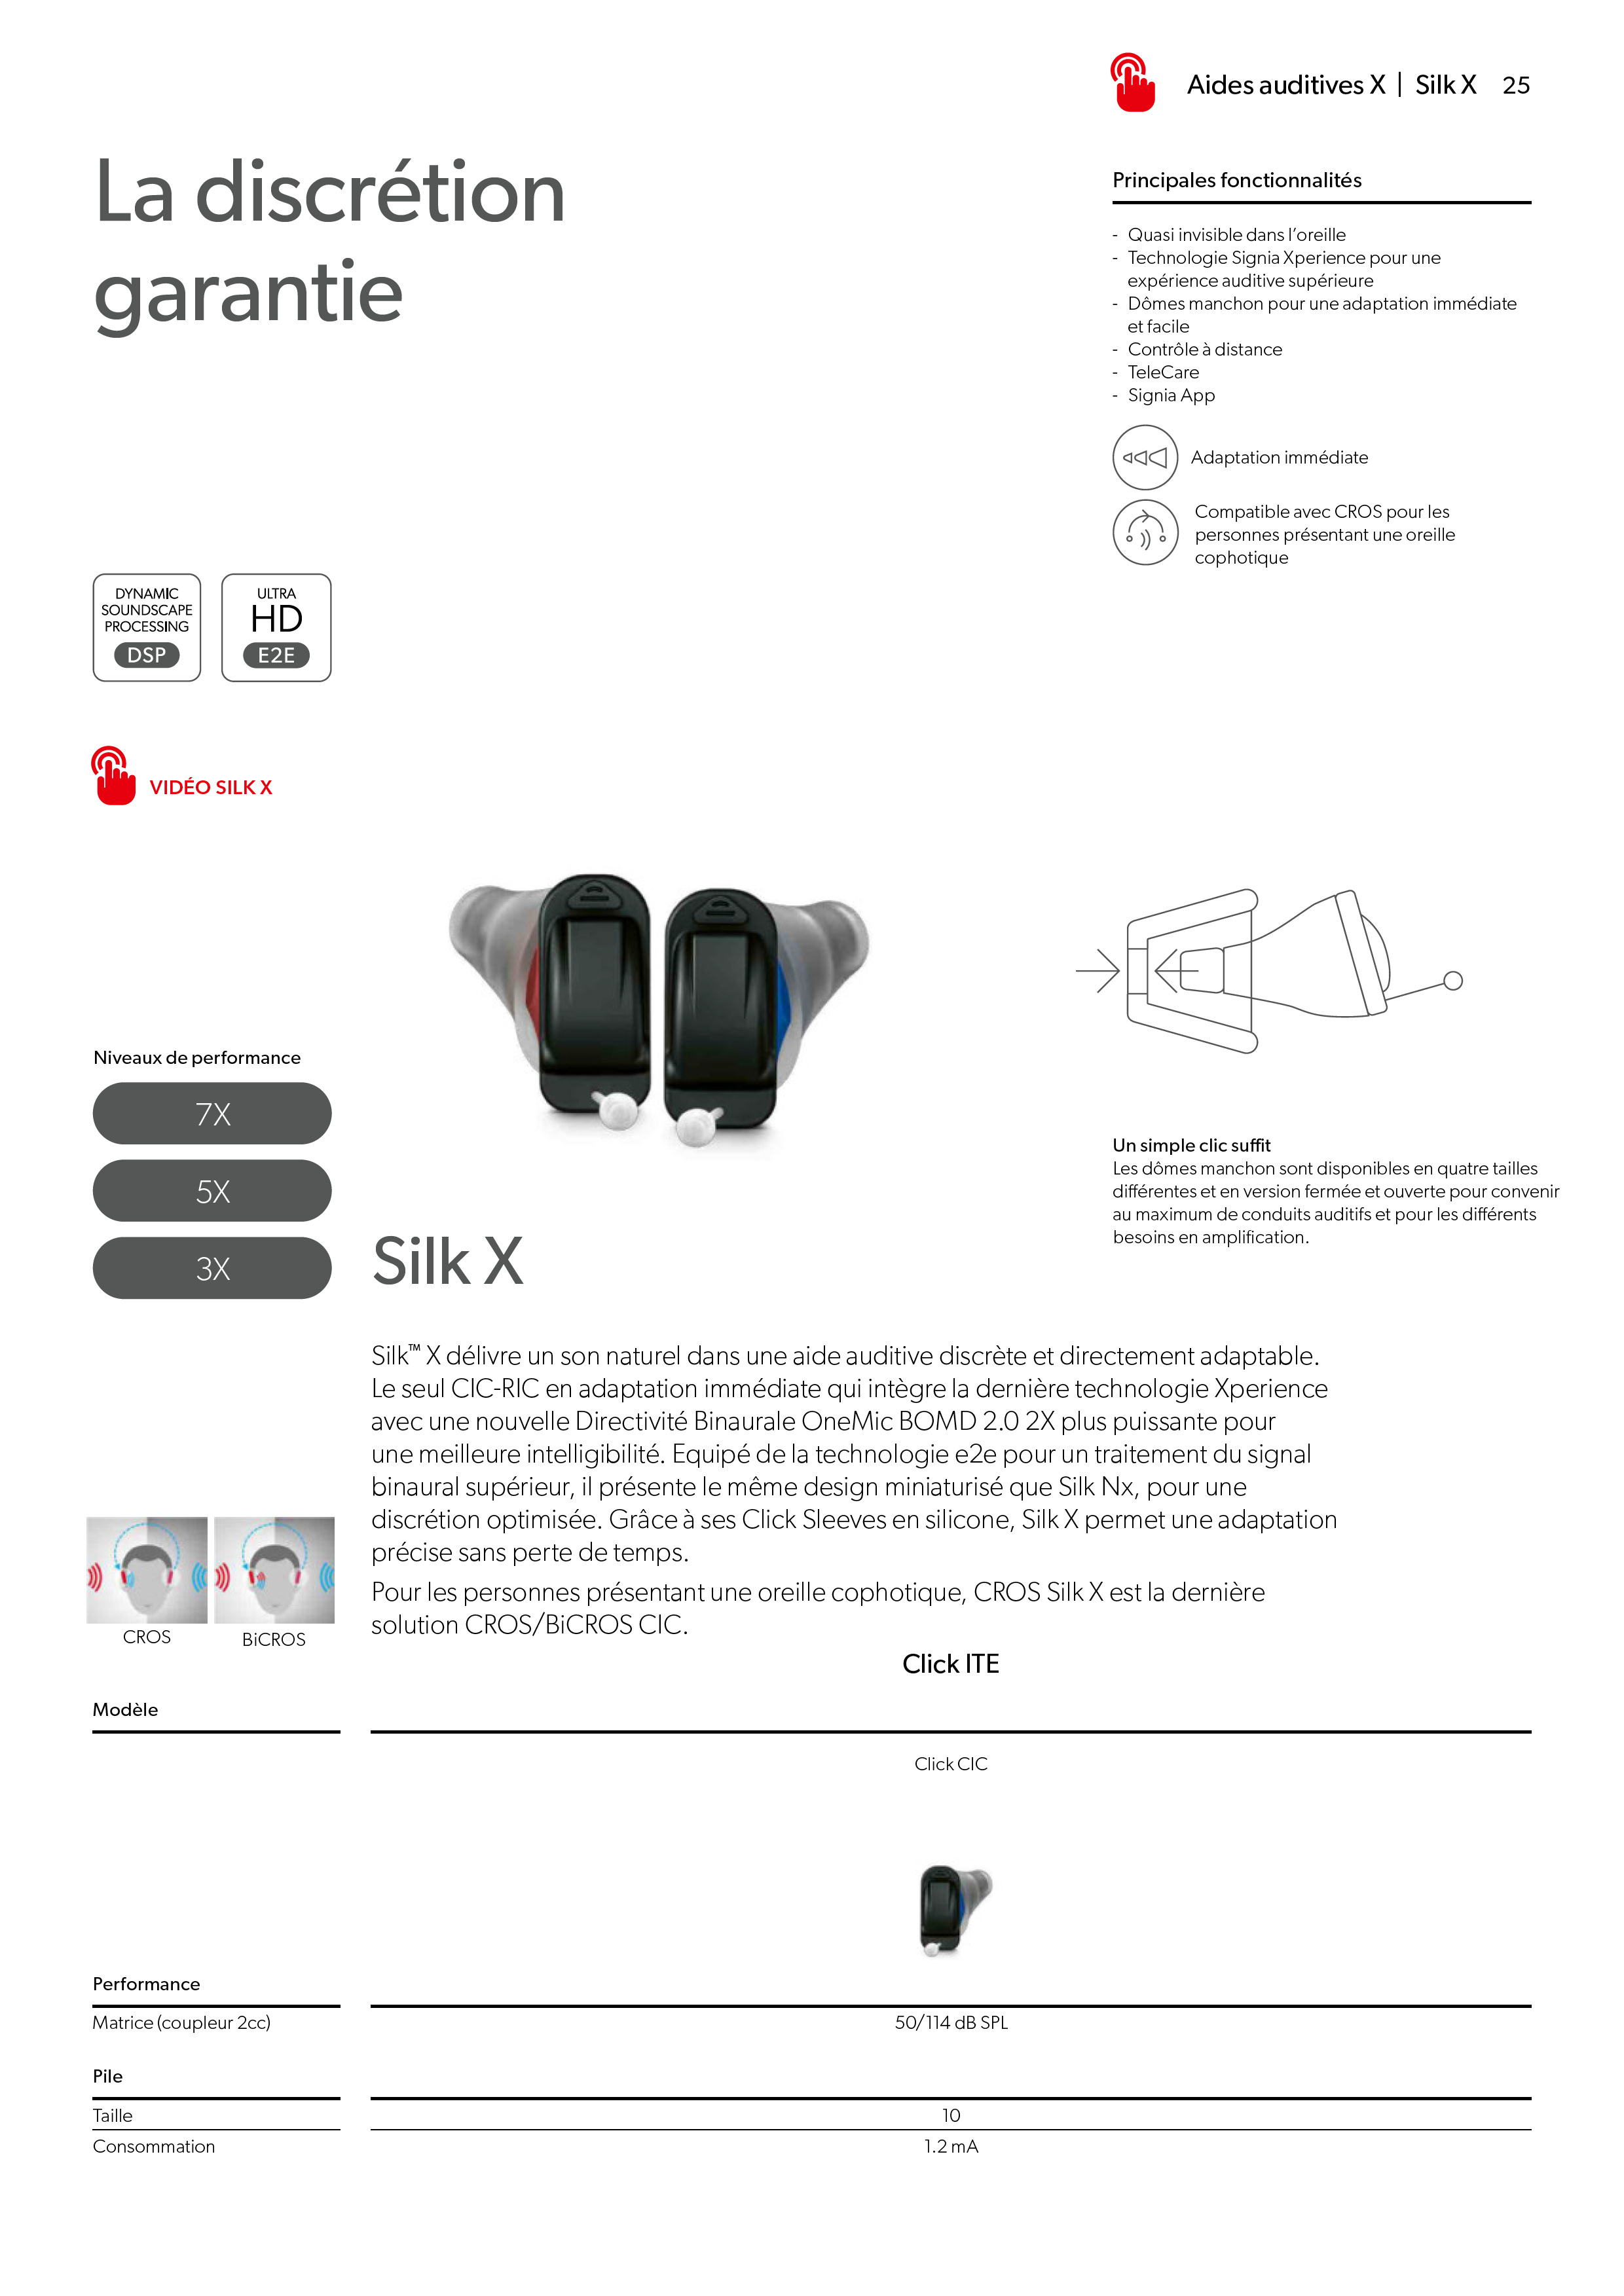 Aides auditives X | Silk X 25
La discrétion
garantie
Principales fonctionnalités
- Quasi invisible dans l’oreille
- Technologie Signia Xperience pour une
expérience auditive supérieure
- Dômes manchon pour une adaptation immédiate
et facile
- Contrôle à distance
- TeleCare
- Signia App
Adaptation immédiate
Compatible avec CROS pour les
personnes présentant une oreille
cophotique
DYNAMIC
SOUNDSCAPE
PROCESSING
DSP
ULTRA
HD
E2E
VIDÉO SILK X
Niveaux de performance
7X
5X
3X
Un simple clic suffit
Les dômes manchon sont disponibles en quatre tailles
différentes et en version fermée et ouverte pour convenir
au maximum de conduits auditifs et pour les différents
besoins en amplification.
Silk X
Silk™ X délivre un son naturel dans une aide auditive discrète et directement adaptable.
Le seul CIC-RIC en adaptation immédiate qui intègre la dernière technologie Xperience
avec une nouvelle Directivité Binaurale OneMic BOMD 2.0 2X plus puissante pour
une meilleure intelligibilité. Equipé de la technologie e2e pour un traitement du signal
binaural supérieur, il présente le même design miniaturisé que Silk Nx, pour une
discrétion optimisée. Grâce à ses Click Sleeves en silicone, Silk X permet une adaptation
précise sans perte de temps.
Pour les personnes présentant une oreille cophotique, CROS Silk X est la dernière
solution CROS/BiCROS CIC.
CROS
BiCROS
Click ITE
Modèle
Click CIC
Performance
Matrice (coupleur 2cc) 50/114 dB SPL
Pile
Taille 10
Consommation 1.2 mA